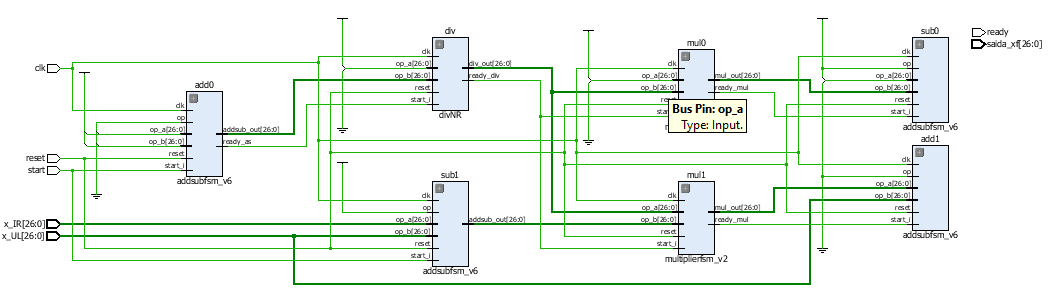 clk
reset
start
x_IR[26:0]
x_UL[26:0]
add0
clk
op
op_a[26:0]
op_b[26:0]
reset
start_i
addsub_out[26:0]
ready_as
addsubfsm_v6
div
clk
op_a[26:0]
op_b[26:0]
reset
start_i
div_out[26:0]
ready_div
divNR
sub1
clk
op
op_a[26:0]
op_b[26:0]
reset
start_i
addsub_out[26:0]
addsubfsm_v6
mul0
clk
op_a[26:0]
op_b[26:0]
mul_out[26:0]
ready_mul
Bus Pin: op_a
Type: Input.
mul1
clk
op_a[26:0]
op_b[26:0]
reset
start_i
mul_out[26:0]
ready_mul
multiplierfsm_v2
sub0
clk
op
op_a[26:0]
op_b[26:0]
reset
start_i
addsubfsm_v6
add1
clk
op
op_a[26:0]
op_b[26:0]
reset
start_i
addsubfsm_v6
ready
saida_xf[26:0]